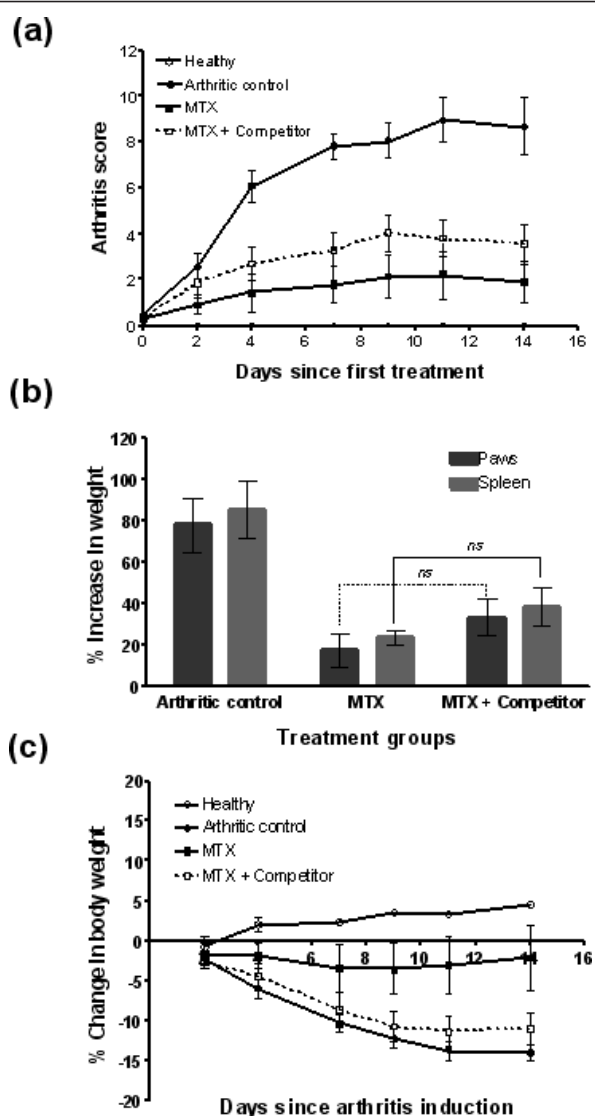 (a)
Healthy
Arthritic control
MTX
MTX + Competitor
Arthritis score
12
10
8
6
4
2
0
0 2 4 6 8 10 12 14 16
Days since first treatment
(b)
% Increase In weight
120
100
80
60
40
20
0
Paws
Spleen
ns
ns
Arthritic control MTX MTX + Competitor
Treatment groups
(c)
Healthy
Arthritic control
MTX
MTX + Competitor
% Change In body weight
20
15
10
5
0
-5
-10
-15
-20
6 8 10 12 14 16
Days since arthritis induction